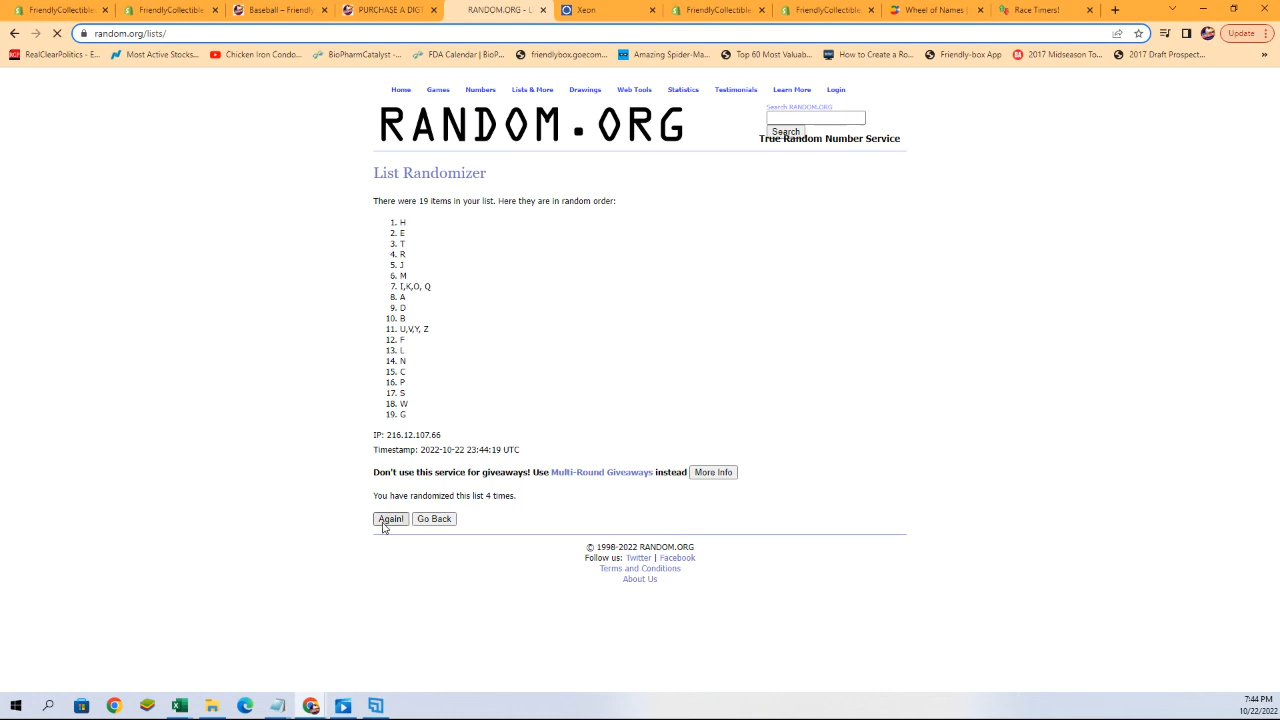 FriendlyCollectible
FriendlyCollectible
Baseball – Friendly
PURCHASE A DIGIT
RANDOM.ORG - L
Xeon
FriendlyCollectible
FriendlyCollectible
Wheel of Names |
Race Timers!
random.org/lists/
Update
RealClearPolitics - E...
Most Active Stocks...
Chicken Iron Condo...
BioPharmCatalyst -...
FDA Calendar | BioP...
friendlybox.goecom...
Amazing Spider-Ma...
Top 60 Most Valuab...
How to Create a Ro...
Friendly-box App
2017 Midseason To...
2017 Draft Prospect...
Home Games Numbers Lists & More Drawings Web Tools Statistics Testimonials Learn More Login
RANDOM.ORG
Search RANDOM.ORG
Search
True Random Number Service
List Randomizer
There were 19 items in your list. Here they are in random order:
1. H
2. E
3. T
4. R
5. J
6. M
7. I,K,O, Q
8. A
9. D
10. B
11. U,V,Y, Z
12. F
13. L
14. N
15. C
16. P
17. S
18. W
19. G
IP: 216.12.107.66
Timestamp: 2022-10-22 23:44:19 UTC
Don't use this service for giveaways! Use Multi-Round Giveaways instead More Info
You have randomized this list 4 times.
Again! Go Back
© 1998-2022 RANDOM.ORG
Follow us: Twitter | Facebook
Terms and Conditions
About Us
7:44 PM
10/22/2022